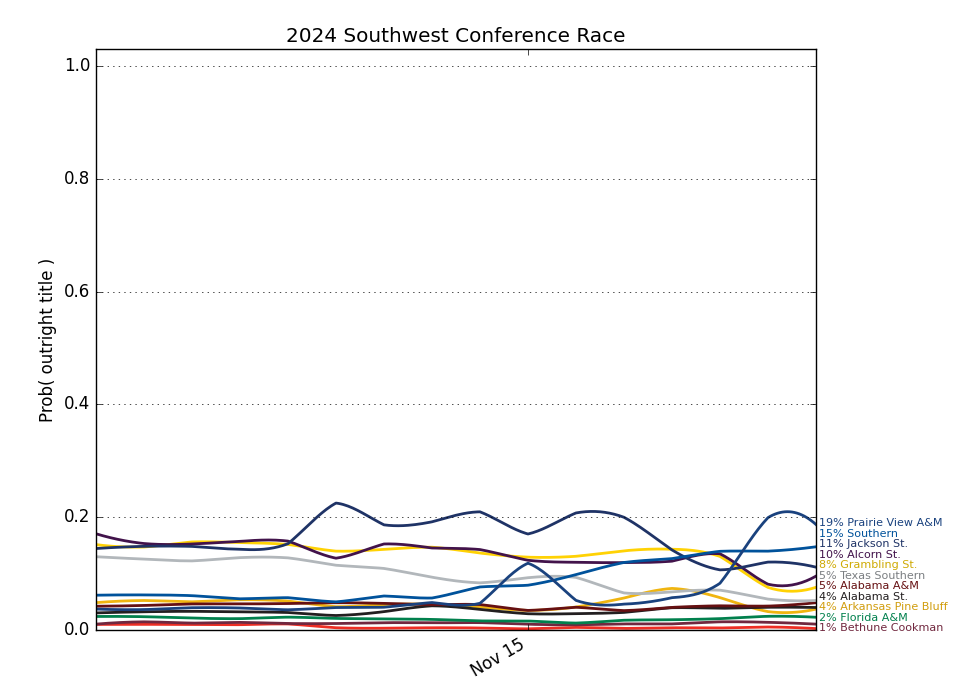 2024 Southwest Conference Race
1.0
0.8
0.6
0.4
0.2
0.0
Prob( outright title )
Nov 15
19% Prairie View A&M
15% Southern
11% Jackson St.
10% Alcorn St.
8% Grambling St.
5% Texas Southern
5% Alabama A&M
4% Alabama St.
4% Arkansas Pine Bluff
2% Florida A&M
1% Bethune Cookman